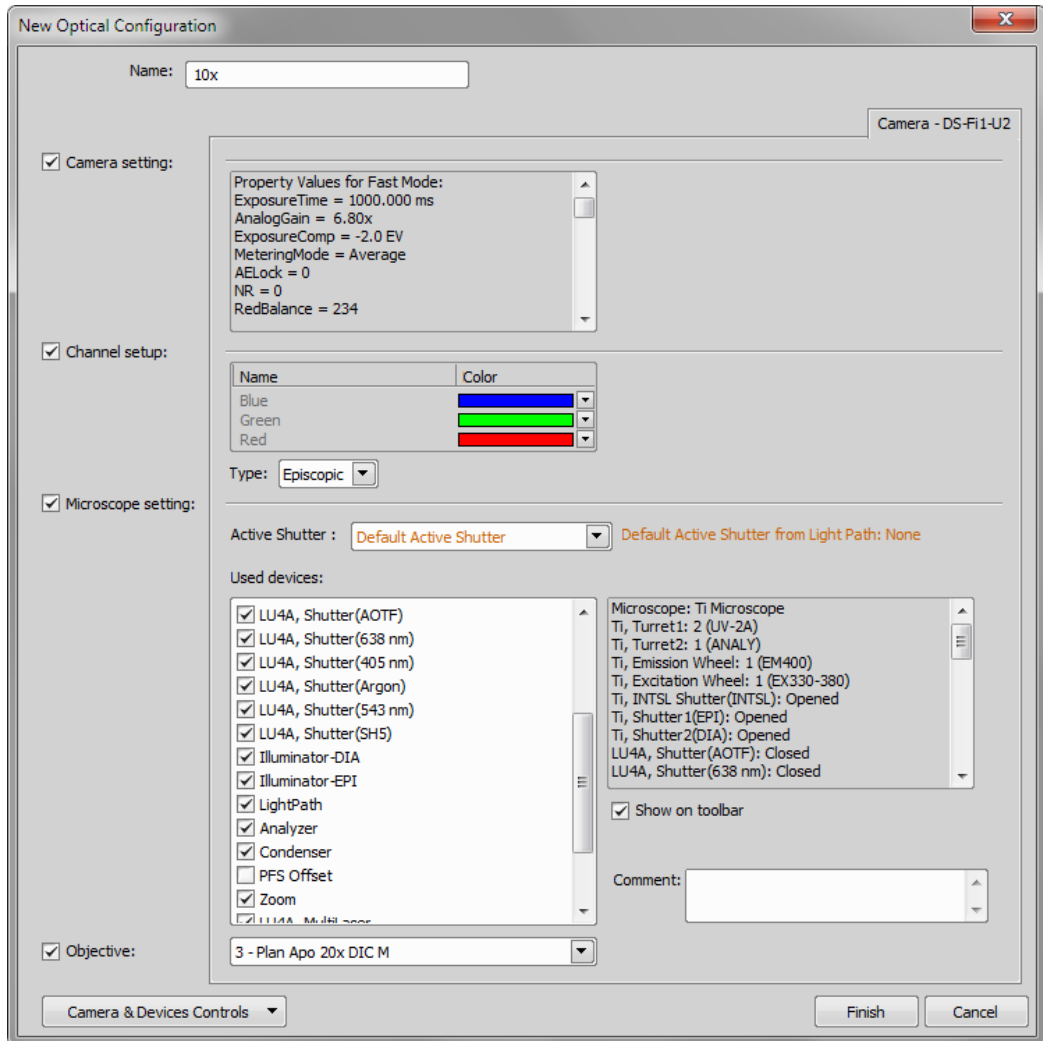 New Optical Configuration
Name: 10x
Camera - DS-Fi1-U2
Camera setting:
Property Values for Fast Mode:
ExposureTime = 1000.000 ms
AnalogGain = 6.80x
ExposureComp = -2.0 EV
MeteringMode = Average
AELock = 0
NR = 0
RedBalance = 234
Channel setup:
Name Color
Blue
Green
Red
Type: Episcopic
Microscope setting:
Active Shutter : Default Active Shutter Default Active Shutter from Light Path: None
Used devices:
LU4A, Shutter(AOTF)
LU4A, Shutter(638 nm)
LU4A, Shutter(405 nm)
LU4A, Shutter(Argon)
LU4A, Shutter(543 nm)
LU4A, Shutter(SH5)
Illuminator-DIA
Illuminator-EPI
LightPath
Analyzer
Condenser
PFS Offset
Zoom
LU4A, MultiLaser
Microscope: Ti Microscope
Ti, Turret1: 2 (UV-2A)
Ti, Turret2: 1 (ANALY)
Ti, Emission Wheel: 1 (EM400)
Ti, Excitation Wheel: 1 (EX330-380)
Ti, INTSL Shutter(INTSL): Opened
Ti, Shutter1(EPI): Opened
Ti, Shutter2(DIA): Opened
LU4A, Shutter(AOTF): Closed
LU4A, Shutter(638 nm): Closed
Show on toolbar
Comment:
Objective: 3 - Plan Apo 20x DIC M
Camera & Devices Controls Finish Cancel